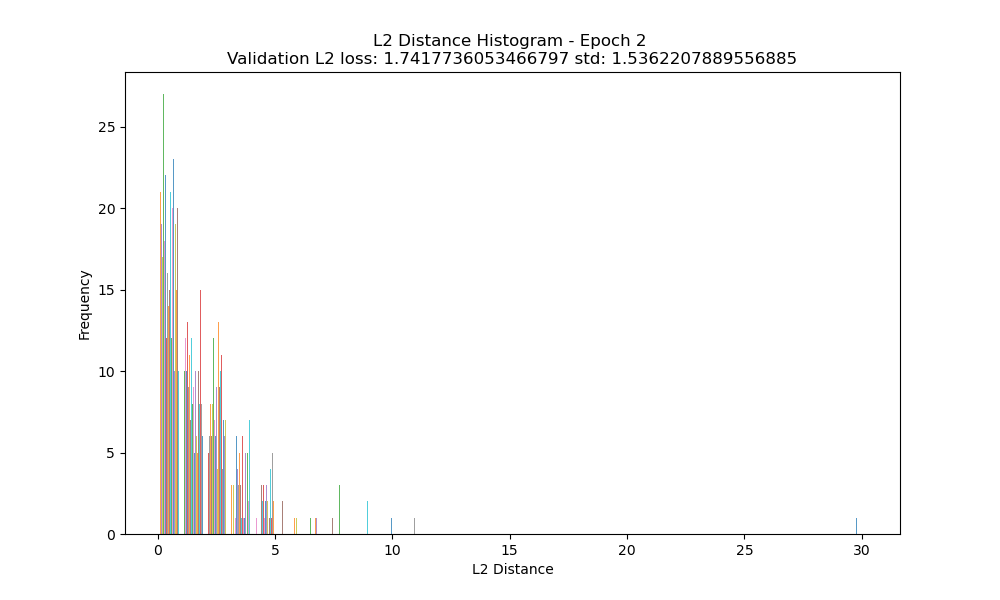 L2 Distance Histogram - Epoch 2
Validation L2 loss: 1.7417736053466797 std: 1.5362207889556885
Frequency
25
20
15
10
5
0
0 5 10 15 20 25 30
L2 Distance